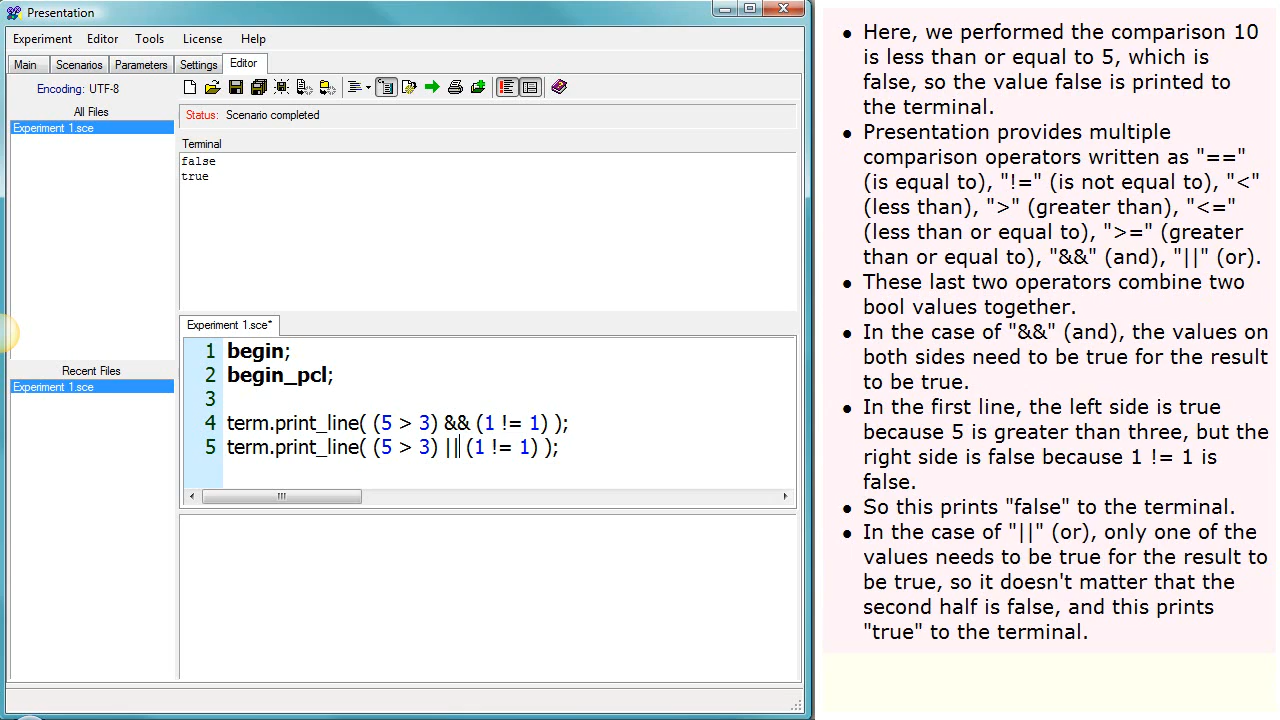 Presentation
Experiment Editor Tools License Help
Main Scenarios Parameters Settings Editor
Encoding: UTF-8
All Files
Experiment 1.sce
Status: Scenario completed
Terminal
false
true
Recent Files
Experiment 1.sce
Experiment 1.sce*
1 begin;
2 begin_pcl;
3
4 term.print_line( (5 > 3) && (1 != 1) );
5 term.print_line( (5 > 3) || (1 != 1) );
• Here, we performed the comparison 10
is less than or equal to 5, which is
false, so the value false is printed to
the terminal.
• Presentation provides multiple
comparison operators written as "=="
(is equal to), "!=" (is not equal to), "<"
(less than), ">" (greater than), "<="
(less than or equal to), ">=" (greater
than or equal to), "&&" (and), "||" (or).
• These last two operators combine two
bool values together.
• In the case of "&&" (and), the values on
both sides need to be true for the result
to be true.
• In the first line, the left side is true
because 5 is greater than three, but the
right side is false because 1 != 1 is
false.
• So this prints "false" to the terminal.
• In the case of "||" (or), only one of the
values needs to be true for the result to
be true, so it doesn't matter that the
second half is false, and this prints
"true" to the terminal.